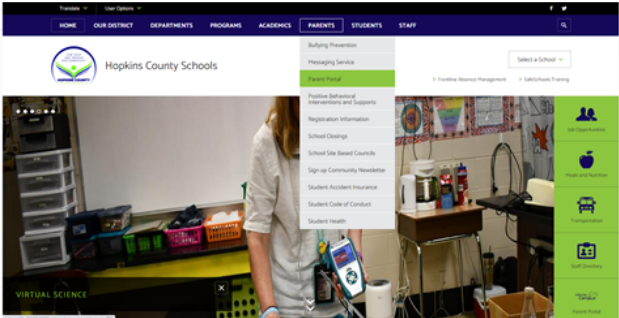 Translate
User Options
HOME
OUR DISTRICT
DEPARTMENTS
PROGRAMS
ACADEMICS
PARENTS
STUDENTS
STAFF
Hopkins County Schools
HOPKINS COUNTY
Select a School
Frontline Absence Management
SafeSchools Training
Bullying Prevention
Messaging Service
Parent Portal
Positive Behavioral
Interventions and Supports
Registration Information
School Closings
School Site Based Councils
Sign up Community Newsletter
Student Accident Insurance
Student Code of Conduct
Student Health
Job Opportunities
Meals and Nutrition
Transportation
Staff Directory
Campus
Parent Portal
VIRTUAL SCIENCE